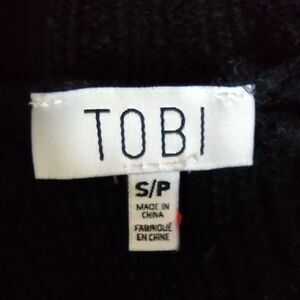 TOBI
S/P
MADE IN
CHINA
FABRIQUÉ
EN CHINE